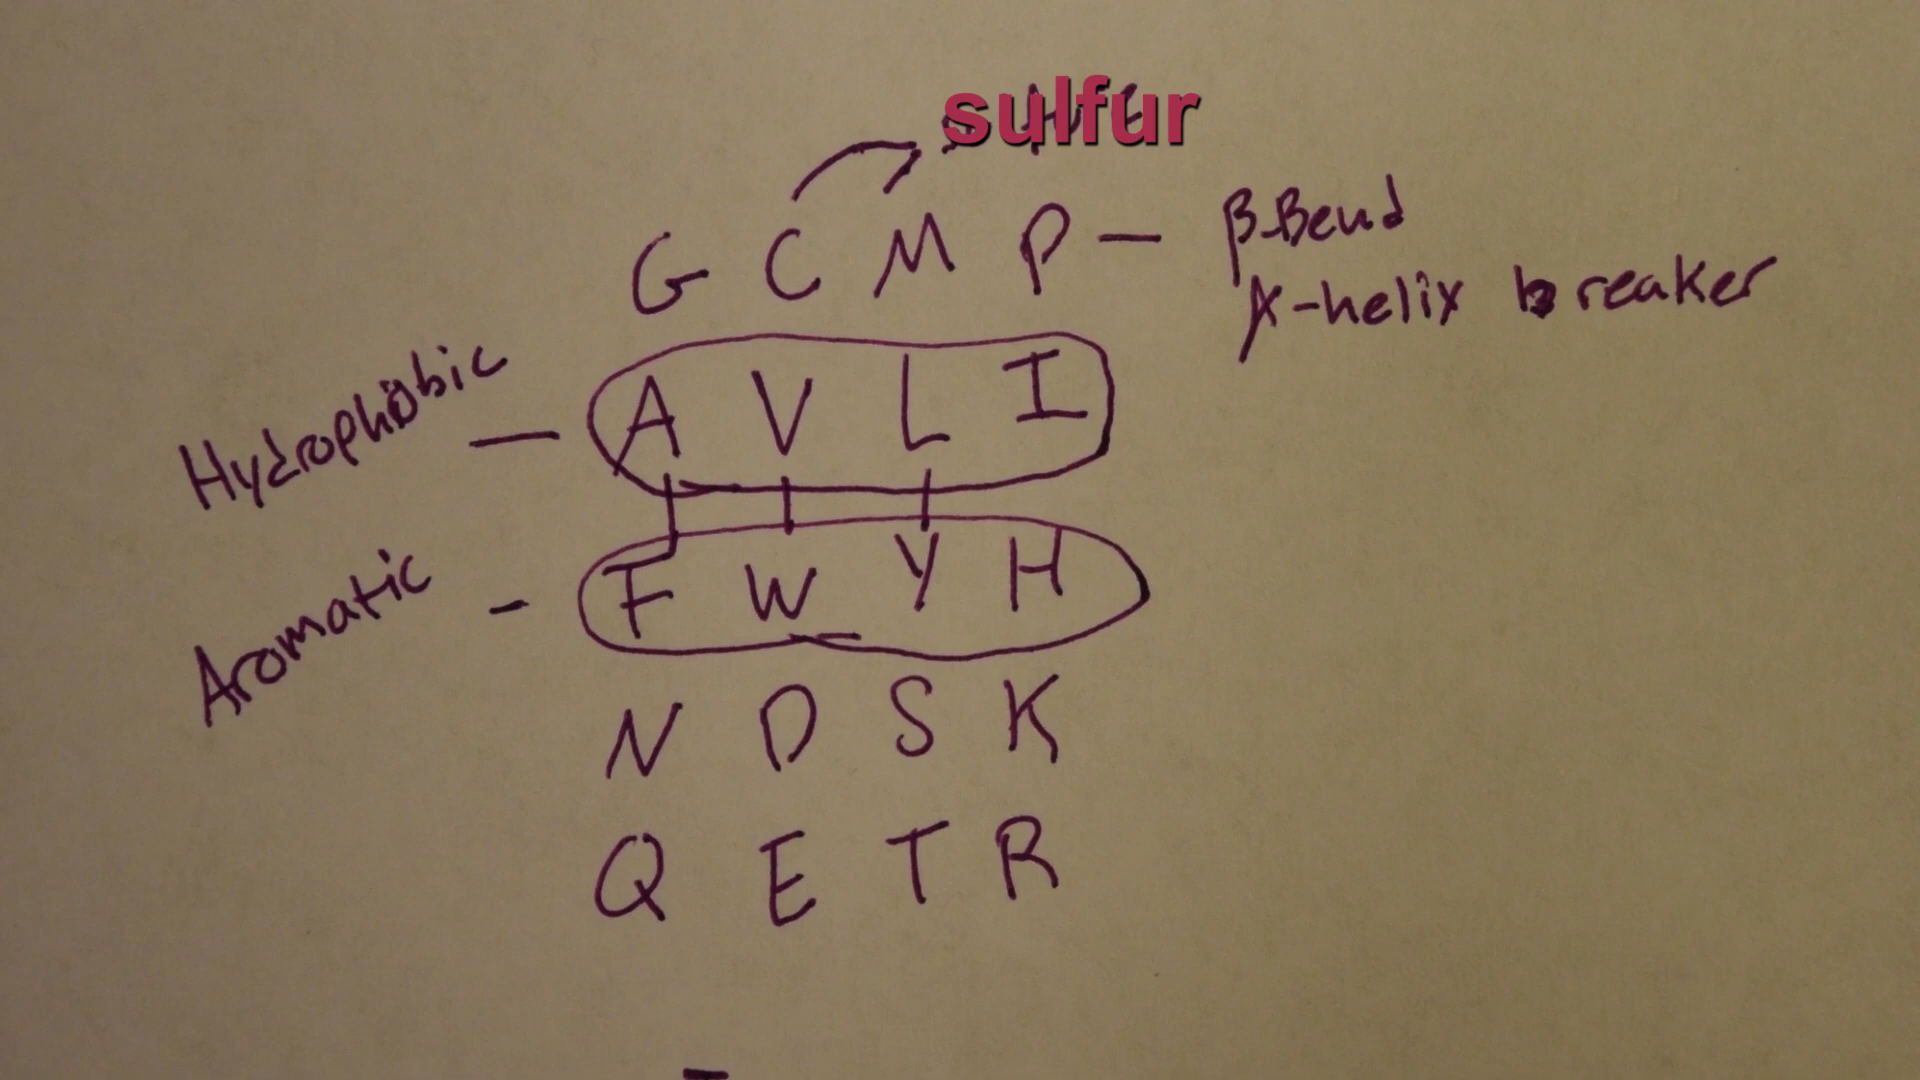 sulfur
G C M P — β-Bend
α-helix breaker
Hydrophobic — A V L I
Aromatic - F W Y H
N D S K
Q E T R